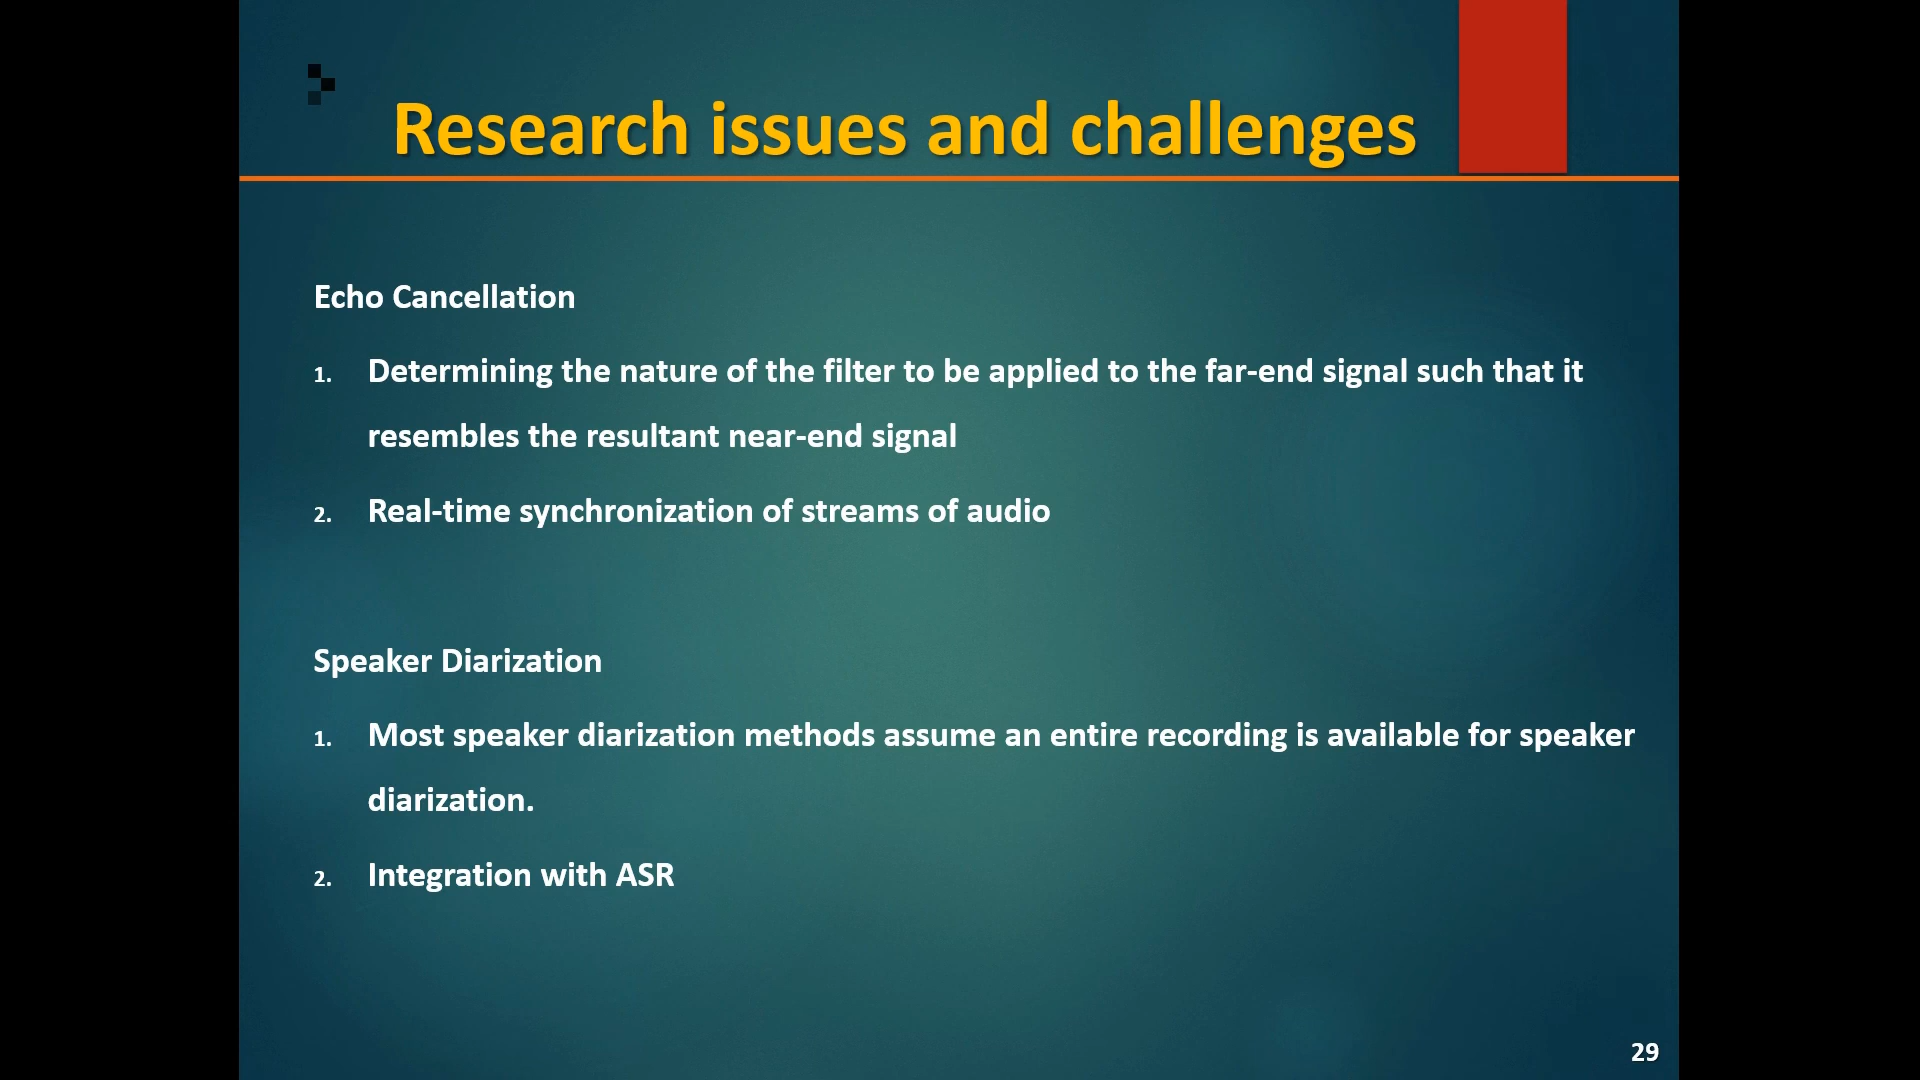 Research issues and challenges
Echo Cancellation
1. Determining the nature of the filter to be applied to the far-end signal such that it
resembles the resultant near-end signal
2. Real-time synchronization of streams of audio
Speaker Diarization
1. Most speaker diarization methods assume an entire recording is available for speaker
diarization.
2. Integration with ASR
29